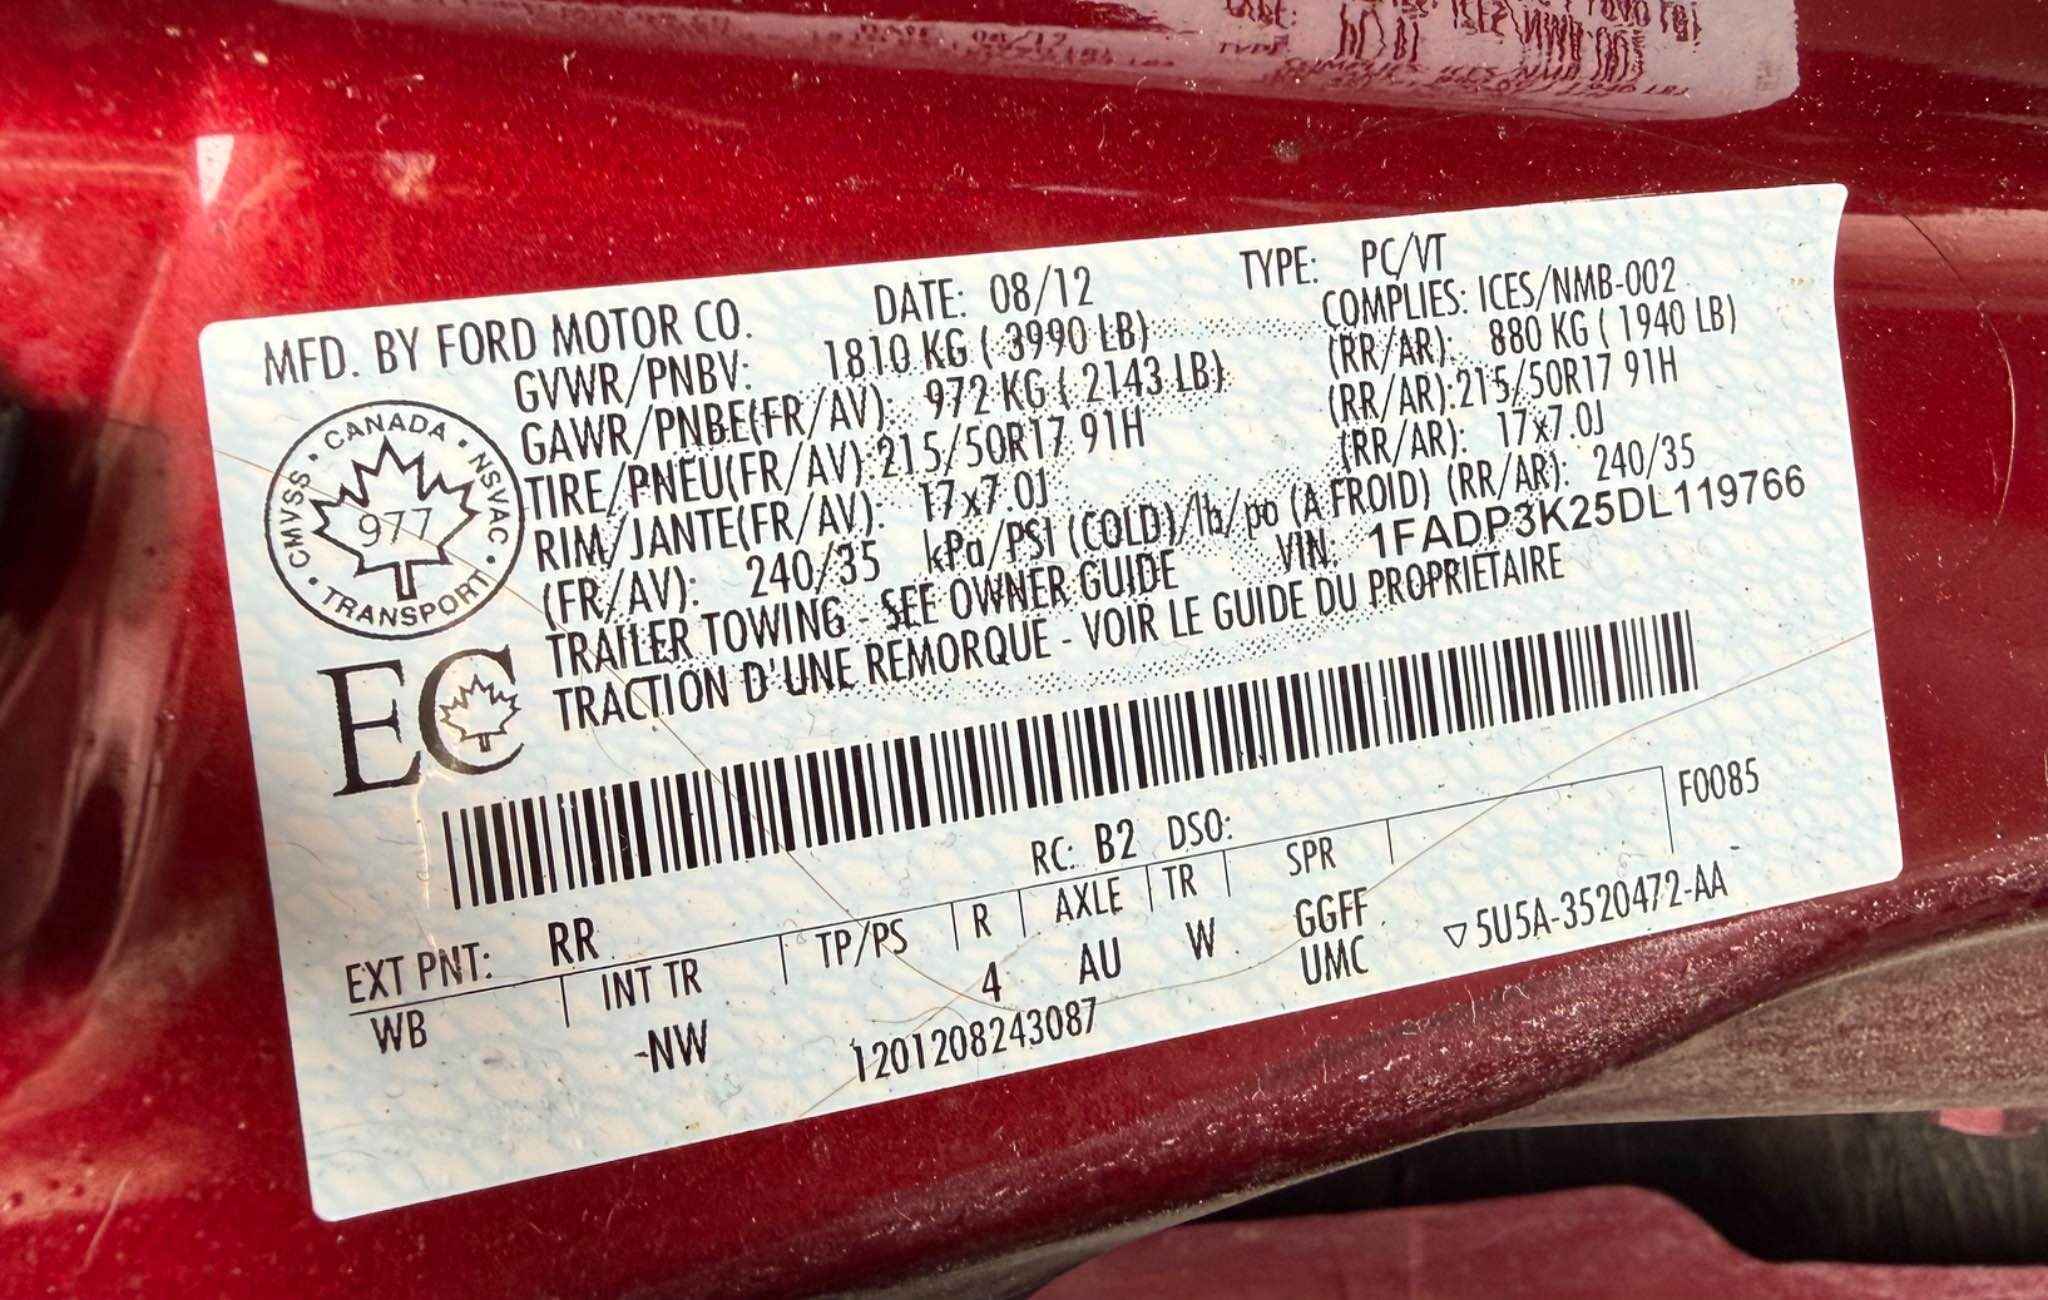 MFD. BY FORD MOTOR CO. DATE: 08/12 TYPE: PC/VT
GVWR/PNBV: 1810 KG ( 3990 LB) COMPLIES: ICES/NMB-002
GAWR/PNBE(FR/AV): 972 KG ( 2143 LB) (RR/AR): 880 KG ( 1940 LB)
TIRE/PNEU(FR/AV):215/50R17 91H (RR/AR):215/50R17 91H
RIM/JANTE(FR/AV): 17x7.0J (RR/AR): 17x7.0J
(FR/AV): 240/35 kPa/PSI (COLD)/lb/po (A FROID) (RR/AR): 240/35
TRAILER TOWING - SEE OWNER GUIDE VIN: 1FADP3K25DL119766
TRACTION D'UNE REMORQUE - VOIR LE GUIDE DU PROPRIETAIRE
CMVSS • CANADA • NSVAC • TRANSPORT
977
EC
RC: B2 DSO: F0085
EXT PNT: RR
WB INT TR TP/PS R AXLE TR SPR
-NW 4 AU W GGFF
UMC
1201208243087
▽5U5A-3520472-AA